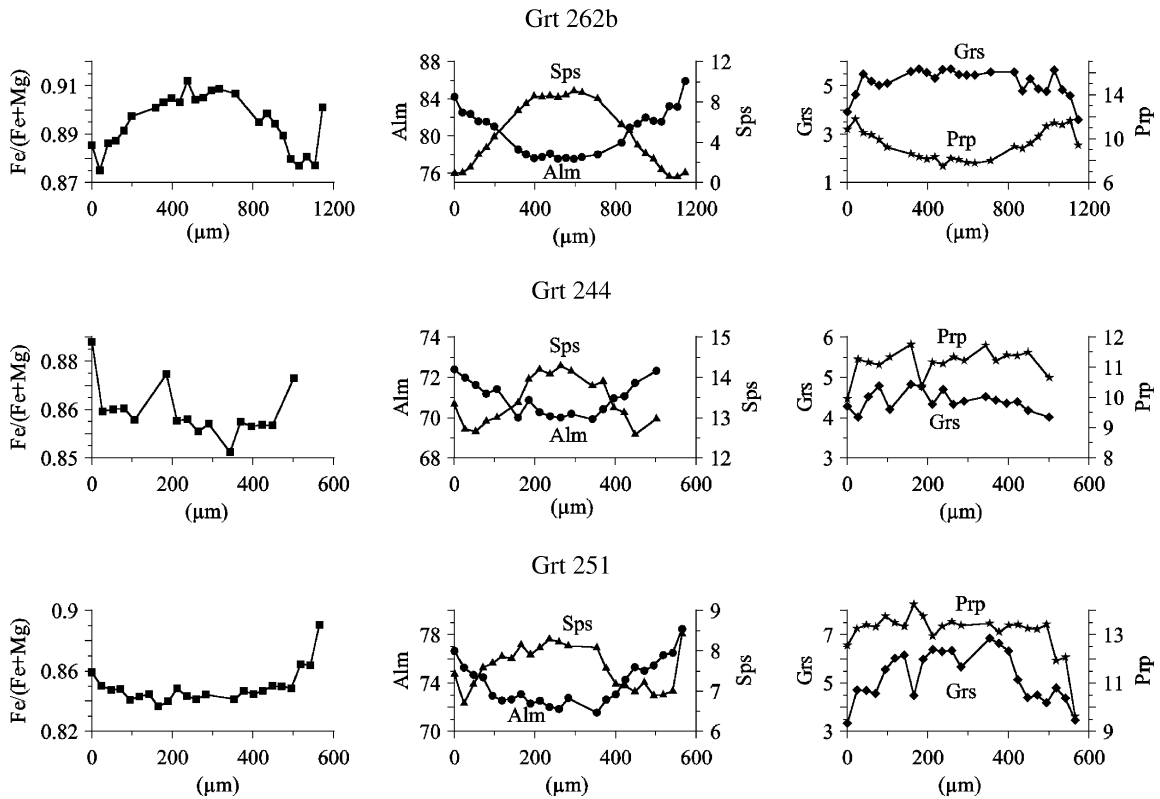 Grt 262b
Fe/(Fe+Mg)
0.91
0.89
0.87
0 400 800 1200
(µm)
Alm
88
84
80
76
Sps
Alm
12
8
4
0
Sps
0 400 800 1200
(µm)
Grs
5
3
1
Grs
Prp
14
10
6
Prp
0 400 800 1200
(µm)
Grt 244
Fe/(Fe+Mg)
0.88
0.86
0.85
0 200 400 600
(µm)
Alm
74
72
70
68
Sps
Alm
15
14
13
12
Sps
0 200 400 600
(µm)
Grs
6
5
4
3
Prp
Grs
12
11
10
9
8
Prp
0 200 400 600
(µm)
Grt 251
Fe/(Fe+Mg)
0.9
0.86
0.82
0 200 400 600
(µm)
Alm
78
74
70
Sps
Alm
9
8
7
6
Sps
0 200 400 600
(µm)
Grs
7
5
3
Prp
Grs
13
11
9
Prp
0 200 400 600
(µm)